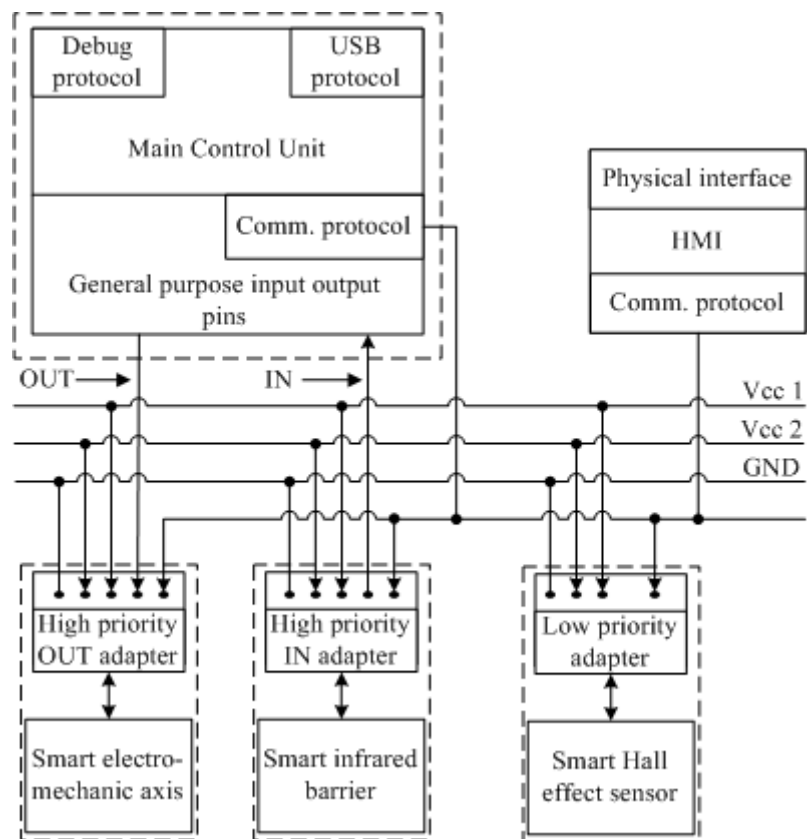 Debug
protocol
USB
protocol
Main Control Unit
Comm. protocol
General purpose input output
pins
Physical interface
HMI
Comm. protocol
OUT
IN
Vcc 1
Vcc 2
GND
High priority
OUT adapter
High priority
IN adapter
Low priority
adapter
Smart electro-
mechanic axis
Smart infrared
barrier
Smart Hall
effect sensor